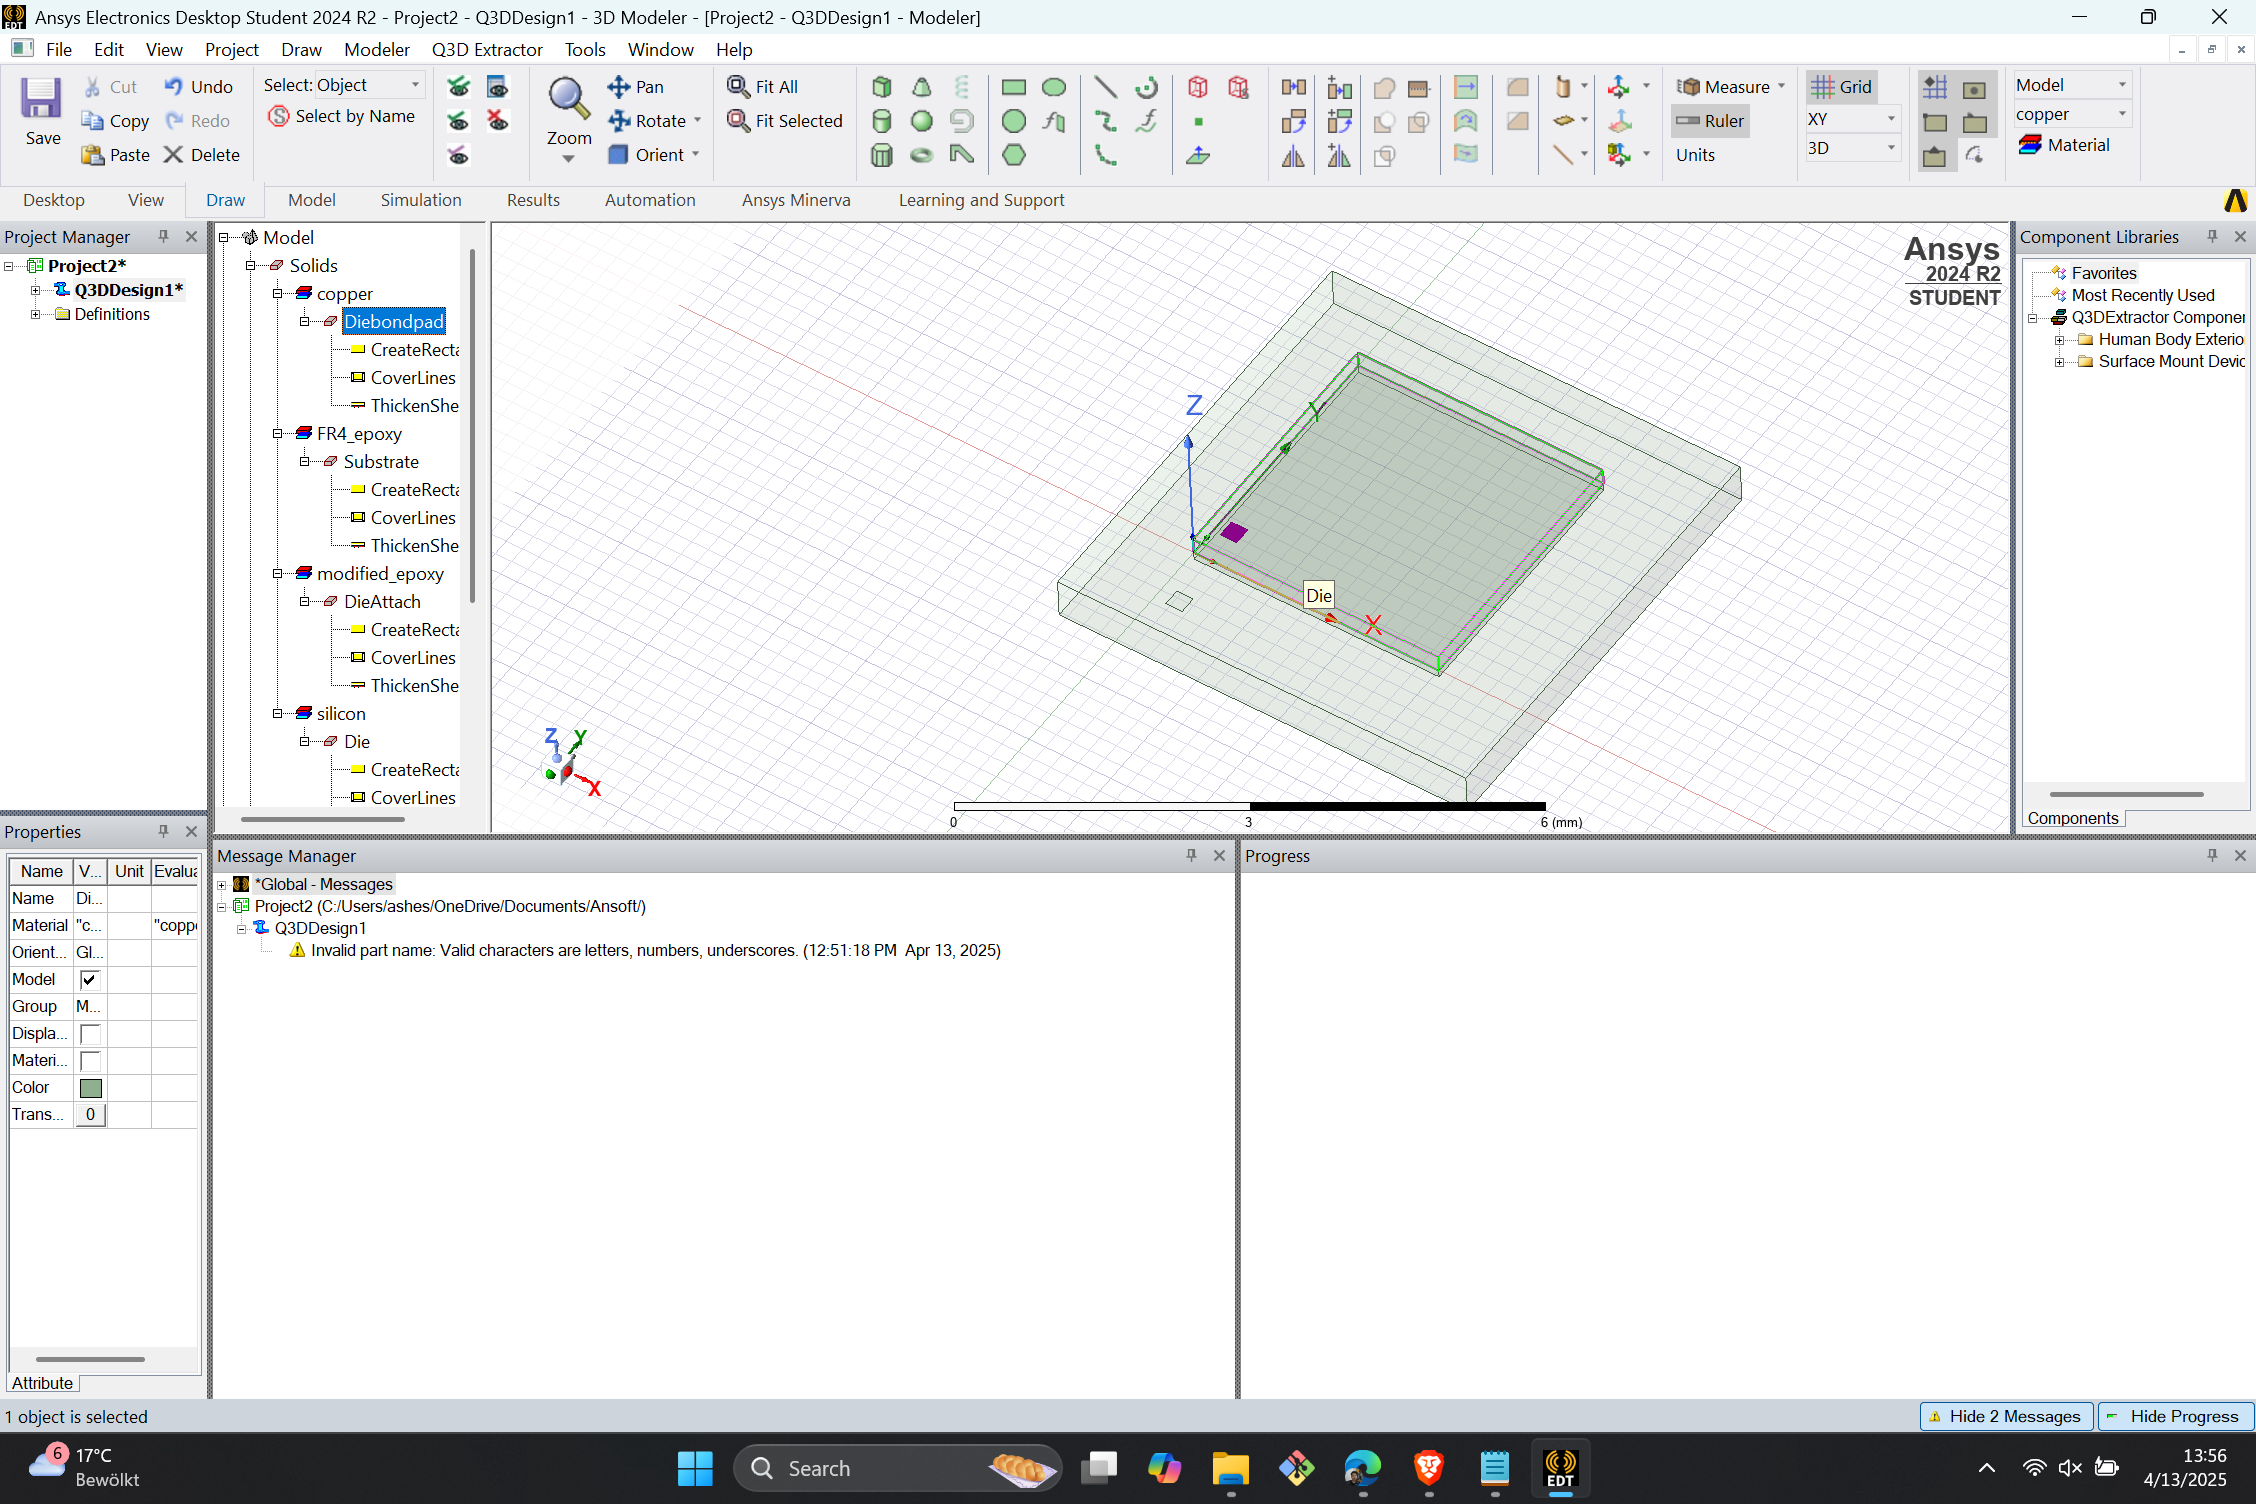 Ansys Electronics Desktop Student 2024 R2 - Project2 - Q3DDesign1 - 3D Modeler - [Project2 - Q3DDesign1 - Modeler]
File Edit View Project Draw Modeler Q3D Extractor Tools Window Help
Save
Cut
Copy
Paste
Undo
Redo
Delete
Select: Object
Select by Name
Zoom
Pan
Rotate
Orient
Fit All
Fit Selected
Measure
Ruler
Units
Grid
XY
3D
Model
copper
Material
Desktop View Draw Model Simulation Results Automation Ansys Minerva Learning and Support
Project Manager
Project2*
Q3DDesign1*
Definitions
Model
Solids
copper
Diebondpad
CreateRecta
CoverLines
ThickenShe
FR4_epoxy
Substrate
CreateRecta
CoverLines
ThickenShe
modified_epoxy
DieAttach
CreateRecta
CoverLines
ThickenShe
silicon
Die
CreateRecta
CoverLines
Ansys
2024 R2
STUDENT
Z
Y
Die
X
Z
Y
X
0 3 6 (mm)
Component Libraries
Favorites
Most Recently Used
Q3DExtractor Componer
Human Body Exterio
Surface Mount Devic
Components
Properties
Name V... Unit Evalua
Name Di...
Material "c... "coppe
Orient... Gl...
Model
Group M...
Displa...
Materi...
Color
Trans... 0
Attribute
Message Manager
*Global - Messages
Project2 (C:/Users/ashes/OneDrive/Documents/Ansoft/)
Q3DDesign1
Invalid part name: Valid characters are letters, numbers, underscores. (12:51:18 PM Apr 13, 2025)
Progress
1 object is selected
Hide 2 Messages
Hide Progress
6
17°C
Bewölkt
Search
EDT
13:56
4/13/2025